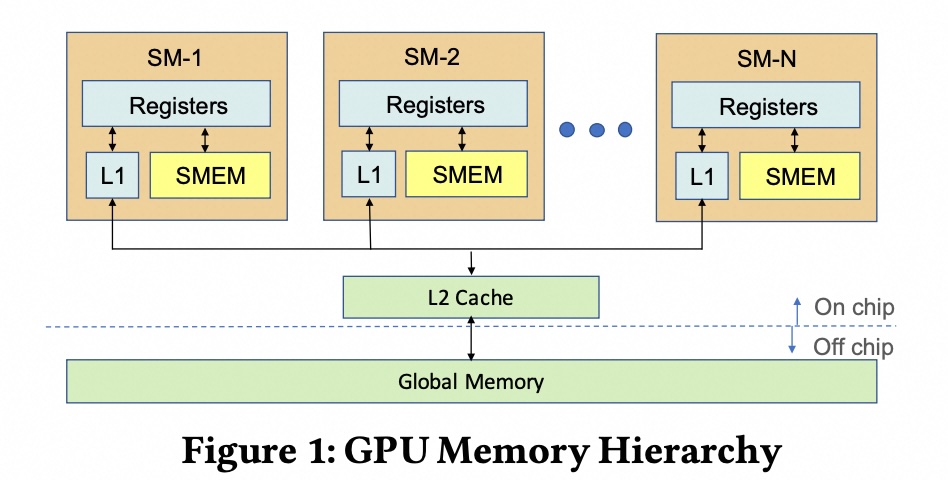 SM-1
SM-2
SM-N
Registers
Registers
Registers
L1
SMEM
L1
SMEM
L1
SMEM
L2 Cache
On chip
Off chip
Global Memory
Figure 1: GPU Memory Hierarchy